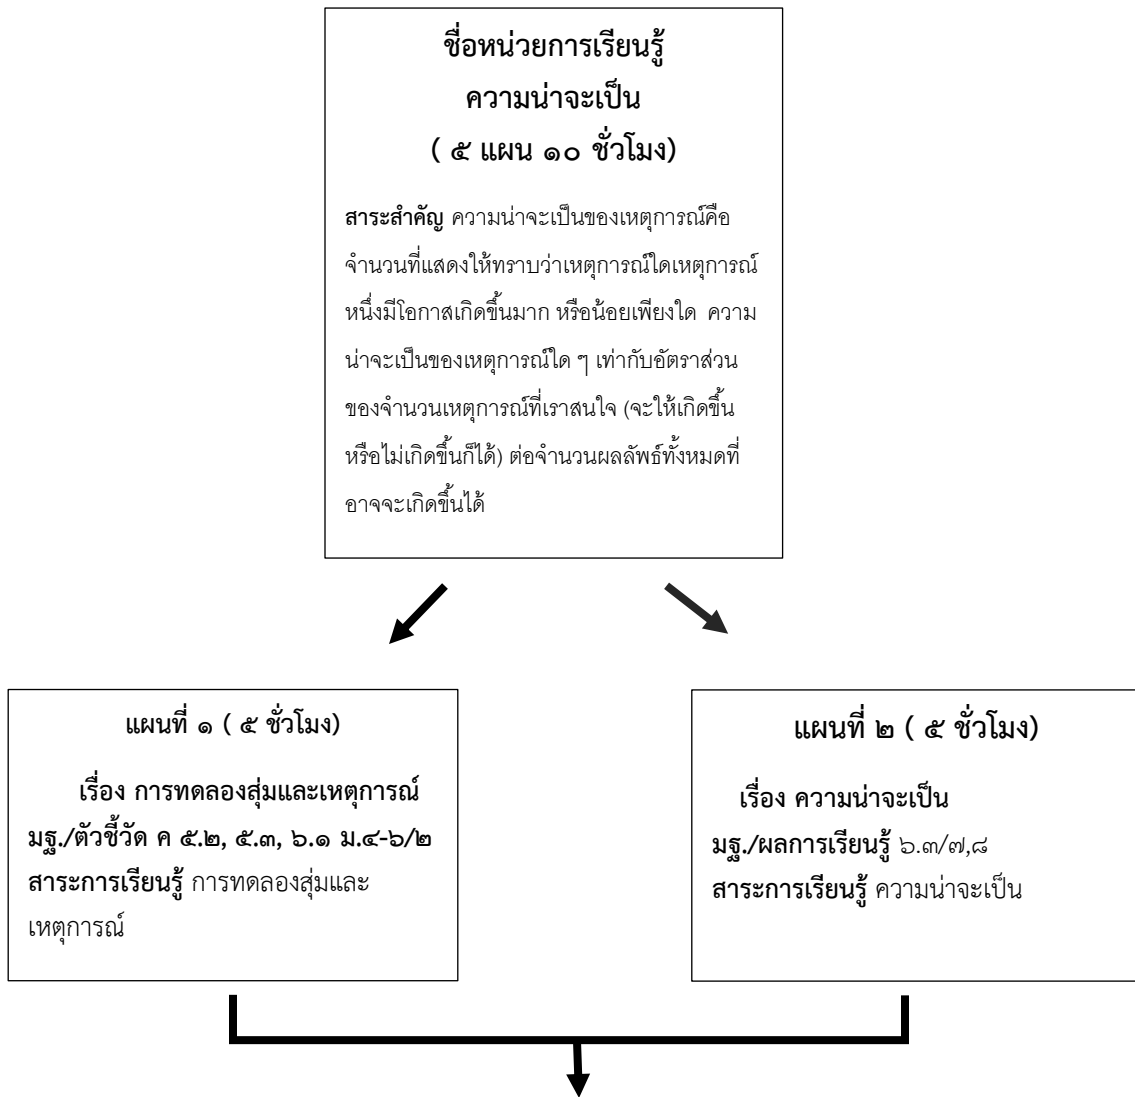 ชื่อหน่วยการเรียนรู้
ความน่าจะเป็น
( ๕ แผน ๑๐ ชั่วโมง)
สาระสำคัญ ความน่าจะเป็นของเหตุการณ์คือ
จำนวนที่แสดงให้ทราบว่าเหตุการณ์ใดเหตุการณ์
หนึ่งมีโอกาสเกิดขึ้นมาก หรือน้อยเพียงใด ความ
น่าจะเป็นของเหตุการณ์ใด ๆ เท่ากับอัตราส่วน
ของจำนวนเหตุการณ์ที่เราสนใจ (จะให้เกิดขึ้น
หรือไม่เกิดขึ้นก็ได้) ต่อจำนวนผลลัพธ์ทั้งหมดที่
อาจจะเกิดขึ้นได้
แผนที่ ๑ ( ๕ ชั่วโมง)
เรื่อง การทดลองสุ่มและเหตุการณ์
มฐ./ตัวชี้วัด ค ๕.๒, ๕.๓, ๖.๑ ม.๔-๖/๒
สาระการเรียนรู้ การทดลองสุ่มและ
เหตุการณ์
แผนที่ ๒ ( ๕ ชั่วโมง)
เรื่อง ความน่าจะเป็น
มฐ./ผลการเรียนรู้ ๖.๓/๗,๘
สาระการเรียนรู้ ความน่าจะเป็น